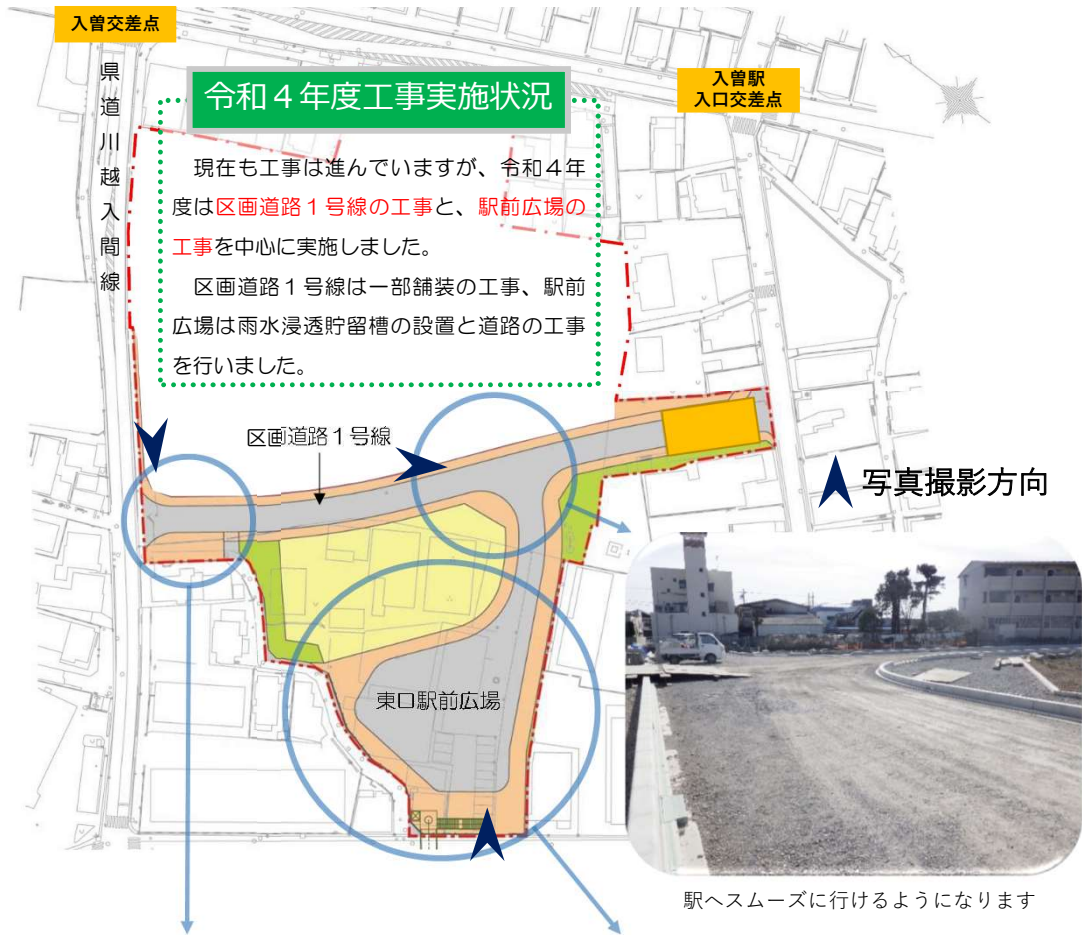 入曽交差点
県道川越入間線
入曽駅
入口交差点
令和４年度工事実施状況
　現在も工事は進んでいますが、令和４年
度は区画道路１号線の工事と、駅前広場の
工事を中心に実施しました。
　区画道路１号線は一部舗装の工事、駅前
広場は雨水浸透貯留槽の設置と道路の工事
を行いました。
区画道路１号線
写真撮影方向
東口駅前広場
駅へスムーズに行けるようになります